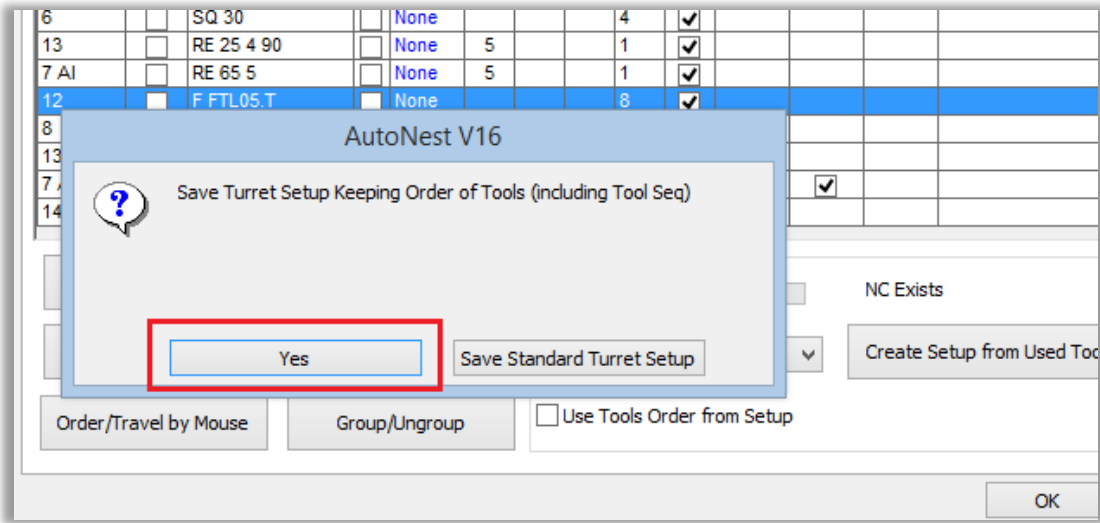 6 SQ 30 None 4
13 RE 25 4 90 None 5 1
7 AI RE 65 5 None 5 1
12 F FTL05.T None 8
8
13
7
14
AutoNest V16
Save Turret Setup Keeping Order of Tools (including Tool Seq)
NC Exists
Yes Save Standard Turret Setup
Create Setup from Used
Order/Travel by Mouse Group/Ungroup
Use Tools Order from Setup
OK